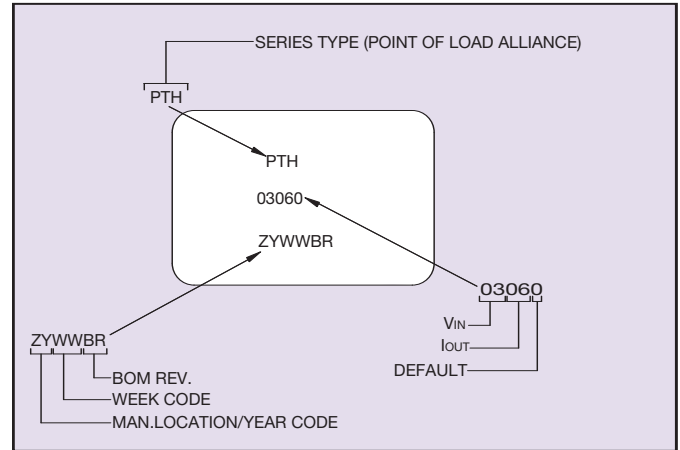 SERIES TYPE (POINT OF LOAD ALLIANCE)
PTH
PTH
03060
ZYWWBR
03060
VIN
IOUT
DEFAULT
ZYWWBR
BOM REV.
WEEK CODE
MAN.LOCATION/YEAR CODE